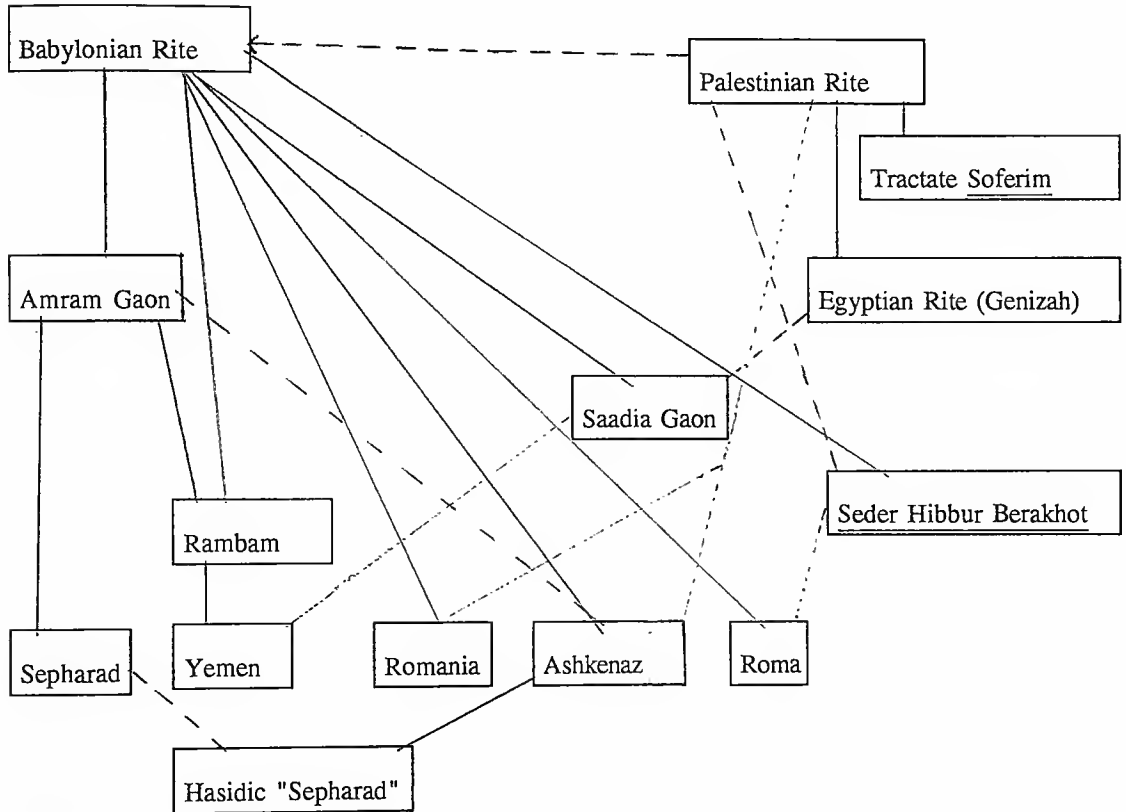 Babylonian Rite
Palestinian Rite
Tractate Soferim
Amram Gaon
Egyptian Rite (Genizah)
Saadia Gaon
Seder Hibbur Berakhot
Rambam
Sepharad
Yemen
Romania
Ashkenaz
Roma
Hasidic "Sepharad"